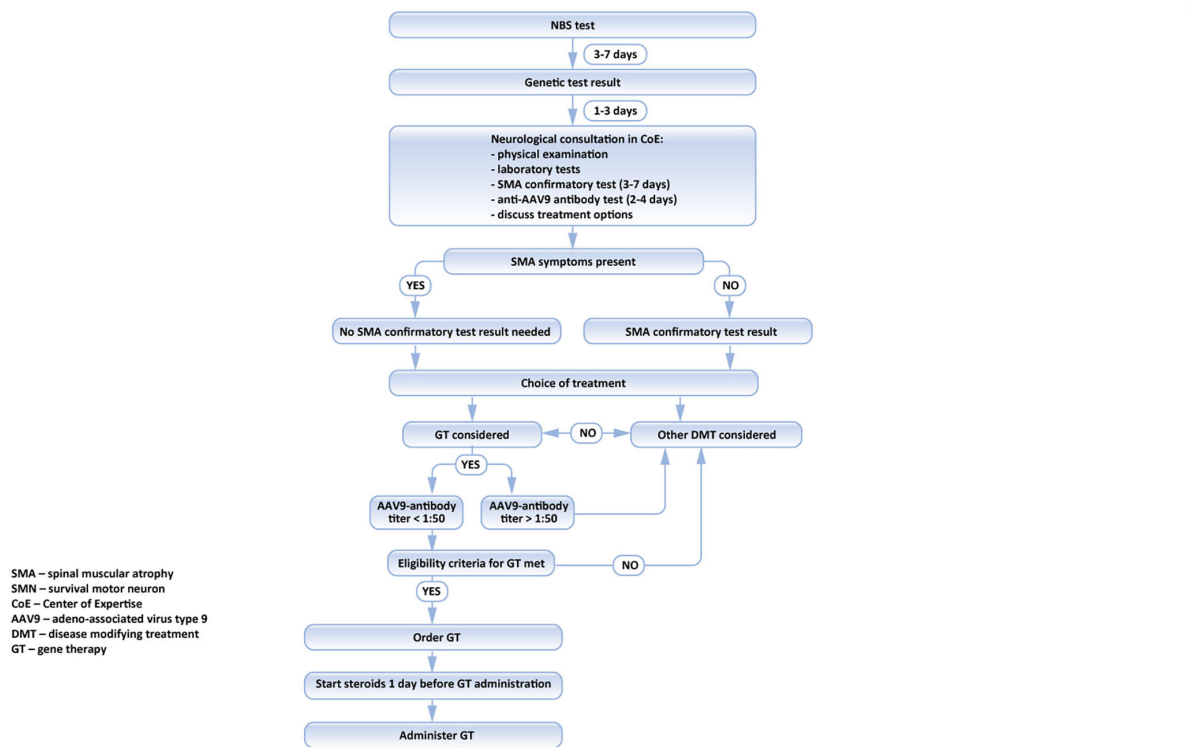 NBS test
3-7 days
Genetic test result
1-3 days
Neurological consultation in CoE:
- physical examination
- laboratory tests
- SMA confirmatory test (3-7 days)
- anti-AAV9 antibody test (2-4 days)
- discuss treatment options
SMA symptoms present
YES
NO
No SMA confirmatory test result needed
SMA confirmatory test result
Choice of treatment
GT considered
NO
Other DMT considered
YES
AAV9-antibody
titer < 1:50
AAV9-antibody
titer > 1:50
Eligibility criteria for GT met
NO
YES
Order GT
Start steroids 1 day before GT administration
Administer GT
SMA – spinal muscular atrophy
SMN – survival motor neuron
CoE – Center of Expertise
AAV9 – adeno-associated virus type 9
DMT – disease modifying treatment
GT – gene therapy